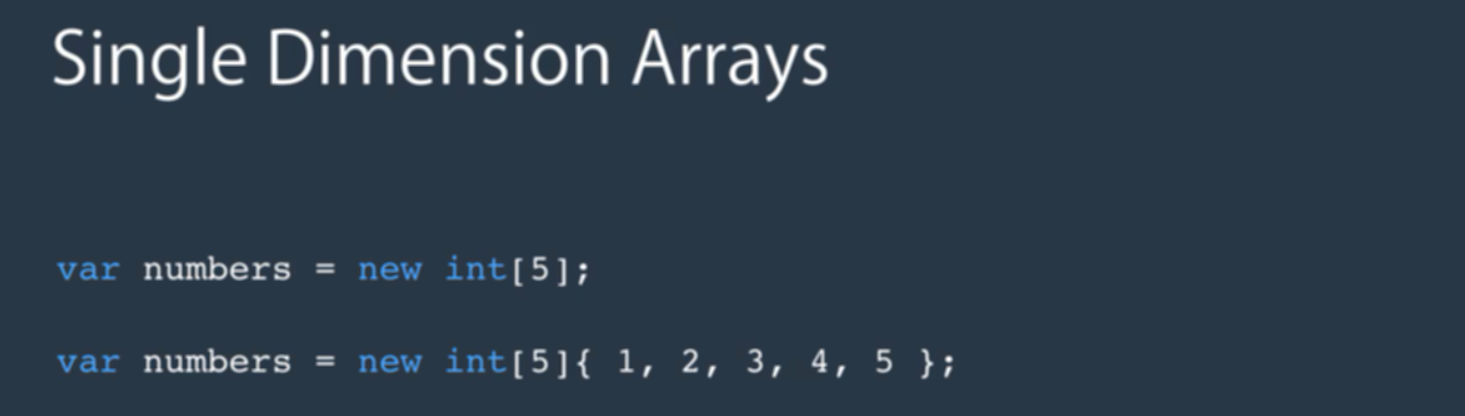 Single Dimension Arrays
var numbers = new int[5];
var numbers = new int[5]{ 1, 2, 3, 4, 5 };